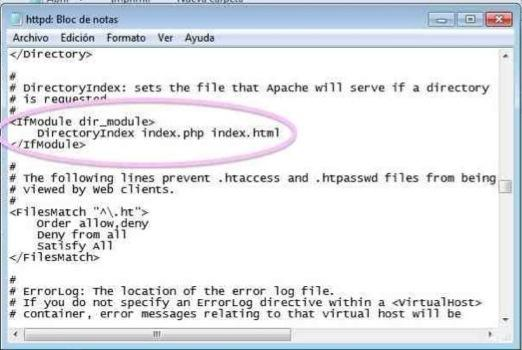 httpd: Bloc de notas
Archivo Edición Formato Ver Ayuda
</Directory>
#
# DirectoryIndex: sets the file that Apache will serve if a directory
# is requested.
#
<IfModule dir_module>
DirectoryIndex index.php index.html
</IfModule>
#
# The following lines prevent .htaccess and .htpasswd files from being
# viewed by Web clients.
#
<FilesMatch "^\.ht">
Order allow,deny
Deny from all
Satisfy All
</FilesMatch>
#
# ErrorLog: The location of the error log file.
# If you do not specify an ErrorLog directive within a <VirtualHost>
# container, error messages relating to that virtual host will be